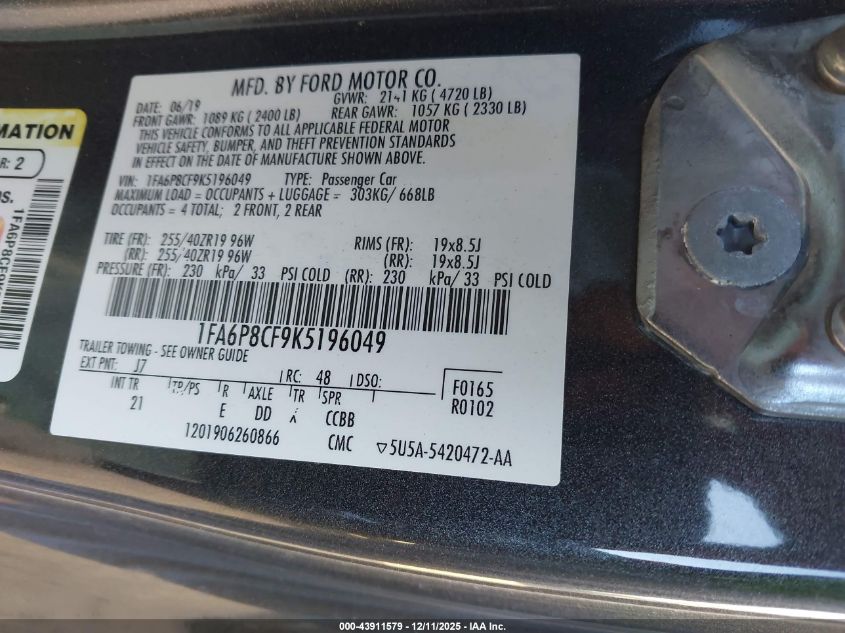 MFD. BY FORD MOTOR CO.
DATE: 06/19 GVWR: 2141 KG ( 4720 LB)
FRONT GAWR: 1089 KG ( 2400 LB) REAR GAWR: 1057 KG ( 2330 LB)
THIS VEHICLE CONFORMS TO ALL APPLICABLE FEDERAL MOTOR
VEHICLE SAFETY, BUMPER, AND THEFT PREVENTION STANDARDS
IN EFFECT ON THE DATE OF MANUFACTURE SHOWN ABOVE.
VIN: 1FA6P8CF9K5196049 TYPE: Passenger Car
MAXIMUM LOAD = OCCUPANTS + LUGGAGE = 303KG/ 668LB
OCCUPANTS = 4 TOTAL; 2 FRONT, 2 REAR
TIRE (FR): 255/40ZR19 96W RIMS (FR): 19x8.5J
(RR): 255/40ZR19 96W (RR): 19x8.5J
PRESSURE (FR): 230 kPa/ 33 PSI COLD (RR): 230 kPa/ 33 PSI COLD
1FA6P8CF9K5196049
TRAILER TOWING - SEE OWNER GUIDE
EXT PNT: J7 RC: 48 DSO: F0165
INT TR TP/PS R AXLE TR SPR R0102
21 E DD X CCBB
1201906260866 CMC ▽5U5A-5420472-AA
MATION
R: 2
1FA6P8CF9K
000-43911579 - 12/11/2025 - IAA Inc.